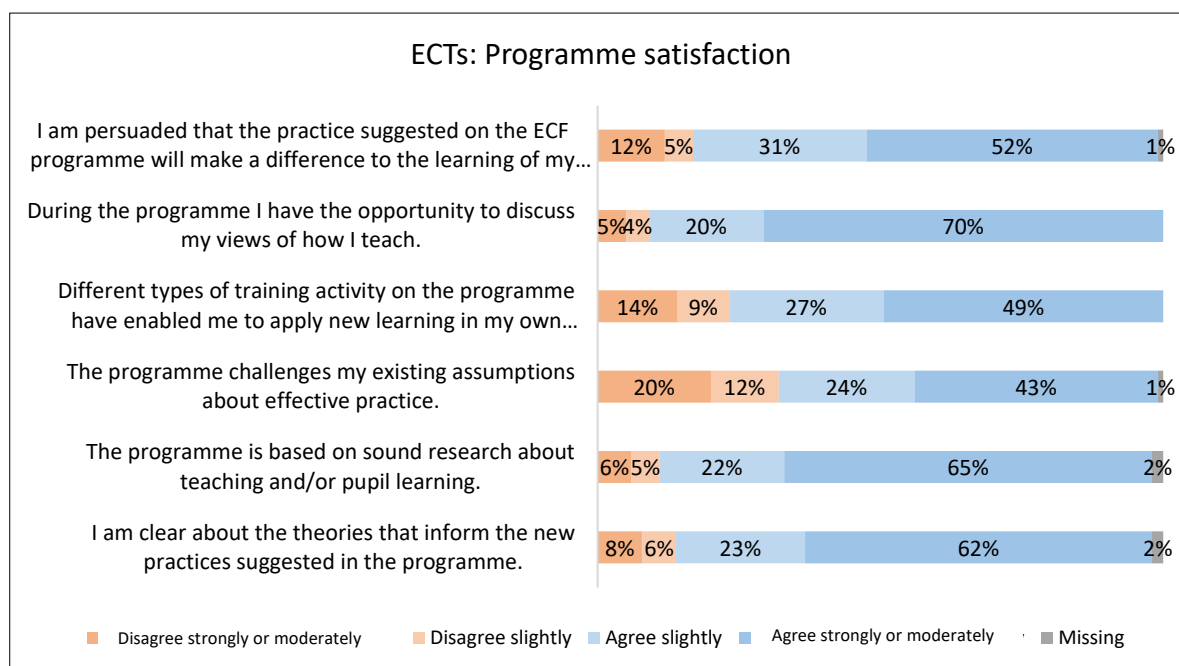 ECTs: Programme satisfaction
I am persuaded that the practice suggested on the ECF
programme will make a difference to the learning of my…
12% 5% 31% 52% 1%
During the programme I have the opportunity to discuss
my views of how I teach.
5% 4% 20% 70%
Different types of training activity on the programme
have enabled me to apply new learning in my own…
14% 9% 27% 49%
The programme challenges my existing assumptions
about effective practice.
20% 12% 24% 43% 1%
The programme is based on sound research about
teaching and/or pupil learning.
6% 5% 22% 65% 2%
I am clear about the theories that inform the new
practices suggested in the programme.
8% 6% 23% 62% 2%
Disagree strongly or moderately Disagree slightly Agree slightly Agree strongly or moderately Missing